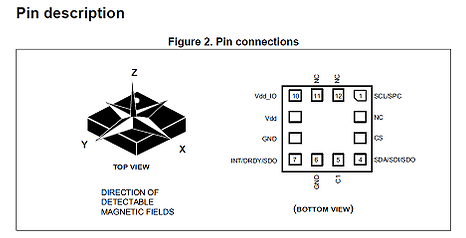 Pin description
Figure 2. Pin connections
Z
Y
X
TOP VIEW
DIRECTION OF
DETECTABLE
MAGNETIC FIELDS
NC NC
Vdd_IO 10 11 12 1 SCL/SPC
Vdd NC
GND CS
INT/DRDY/SDO 7 6 5 4 SDA/SDI/SDO
GND C1
(BOTTOM VIEW)